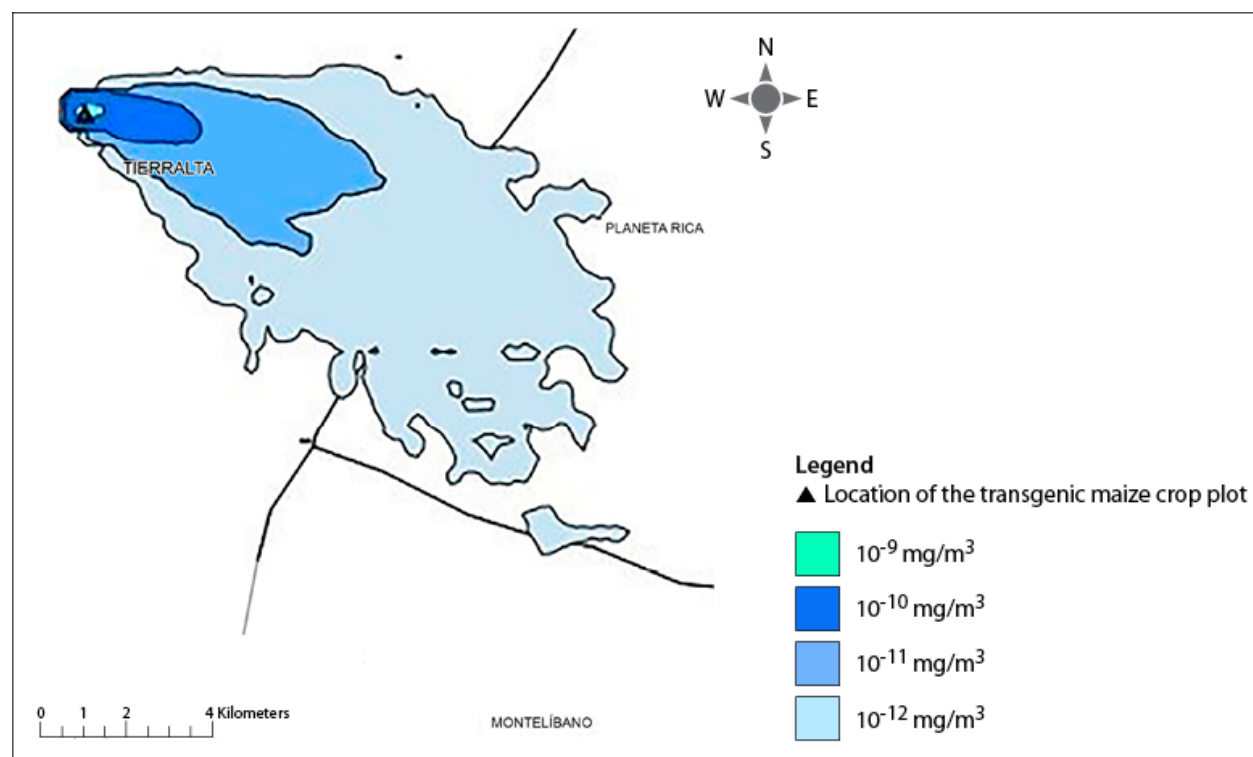 N
W E
S
TIERRALTA
PLANETA RICA
Legend
▲ Location of the transgenic maize crop plot
10⁻⁹ mg/m³
10⁻¹⁰ mg/m³
10⁻¹¹ mg/m³
10⁻¹² mg/m³
0 1 2 4 Kilometers
MONTELÍBANO